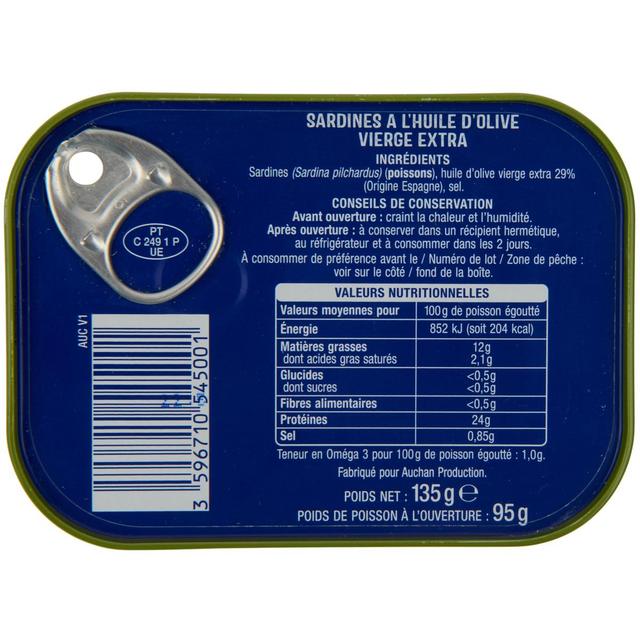 SARDINES A L'HUILE D'OLIVE
VIERGE EXTRA
INGRÉDIENTS
Sardines (Sardina pilchardus) (poissons), huile d'olive vierge extra 29%
(Origine Espagne), sel.
CONSEILS DE CONSERVATION
Avant ouverture : craint la chaleur et l'humidité.
Après ouverture : à conserver dans un récipient hermétique,
au réfrigérateur et à consommer dans les 2 jours.
À consommer de préférence avant le / Numéro de lot / Zone de pêche :
voir sur le côté / fond de la boîte.
PT
C 249 1 P
UE
VALEURS NUTRITIONNELLES
Valeurs moyennes pour 100g de poisson égoutté
Énergie 852 kJ (soit 204 kcal)
Matières grasses 12g
dont acides gras saturés 2,1g
Glucides <0,5g
dont sucres <0,5g
Fibres alimentaires <0,5g
Protéines 24g
Sel 0,85g
Teneur en Oméga 3 pour 100g de poisson égoutté : 1,0g.
Fabriqué pour Auchan Production.
POIDS NET : 135g e
POIDS DE POISSON À L'OUVERTURE : 95g
AUC V1
3 596710 545001